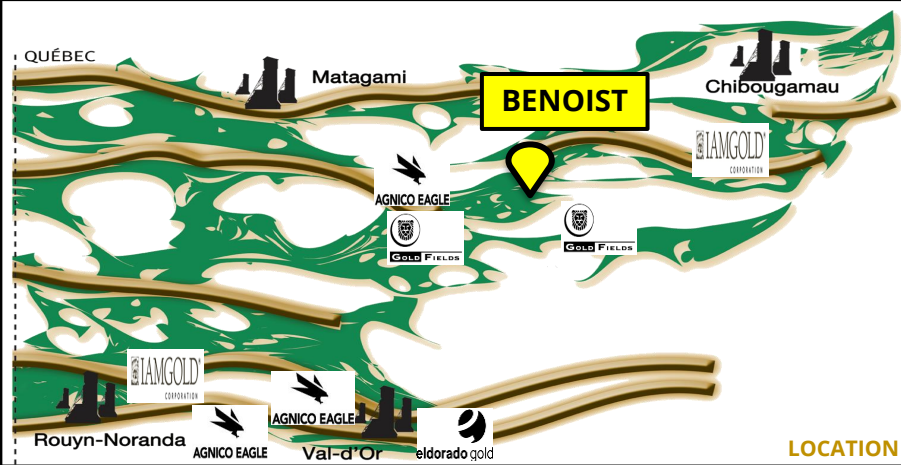 QUÉBEC
Matagami
BENOIST
Chibougamau
IAMGOLD®
CORPORATION
AGNICO EAGLE
GOLD FIELDS
GOLD FIELDS
IAMGOLD®
CORPORATION
AGNICO EAGLE
Rouyn-Noranda
AGNICO EAGLE
Val-d'Or
eldorado gold
LOCATION